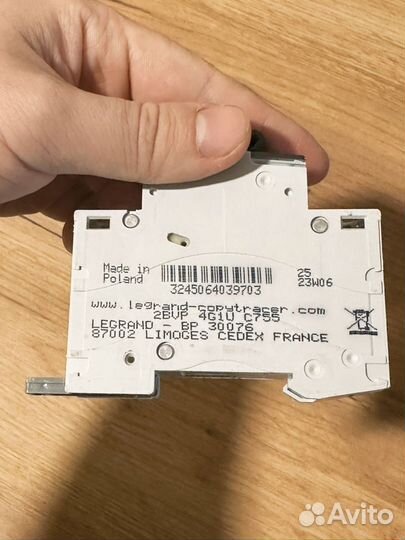 Made in
Poland
3245064039703
25
23W06
www.legrand-copytracer.com
2BVP 4G1U C755
LEGRAND - BP 30076
87002 LIMOGES CEDEX FRANCE
Avito